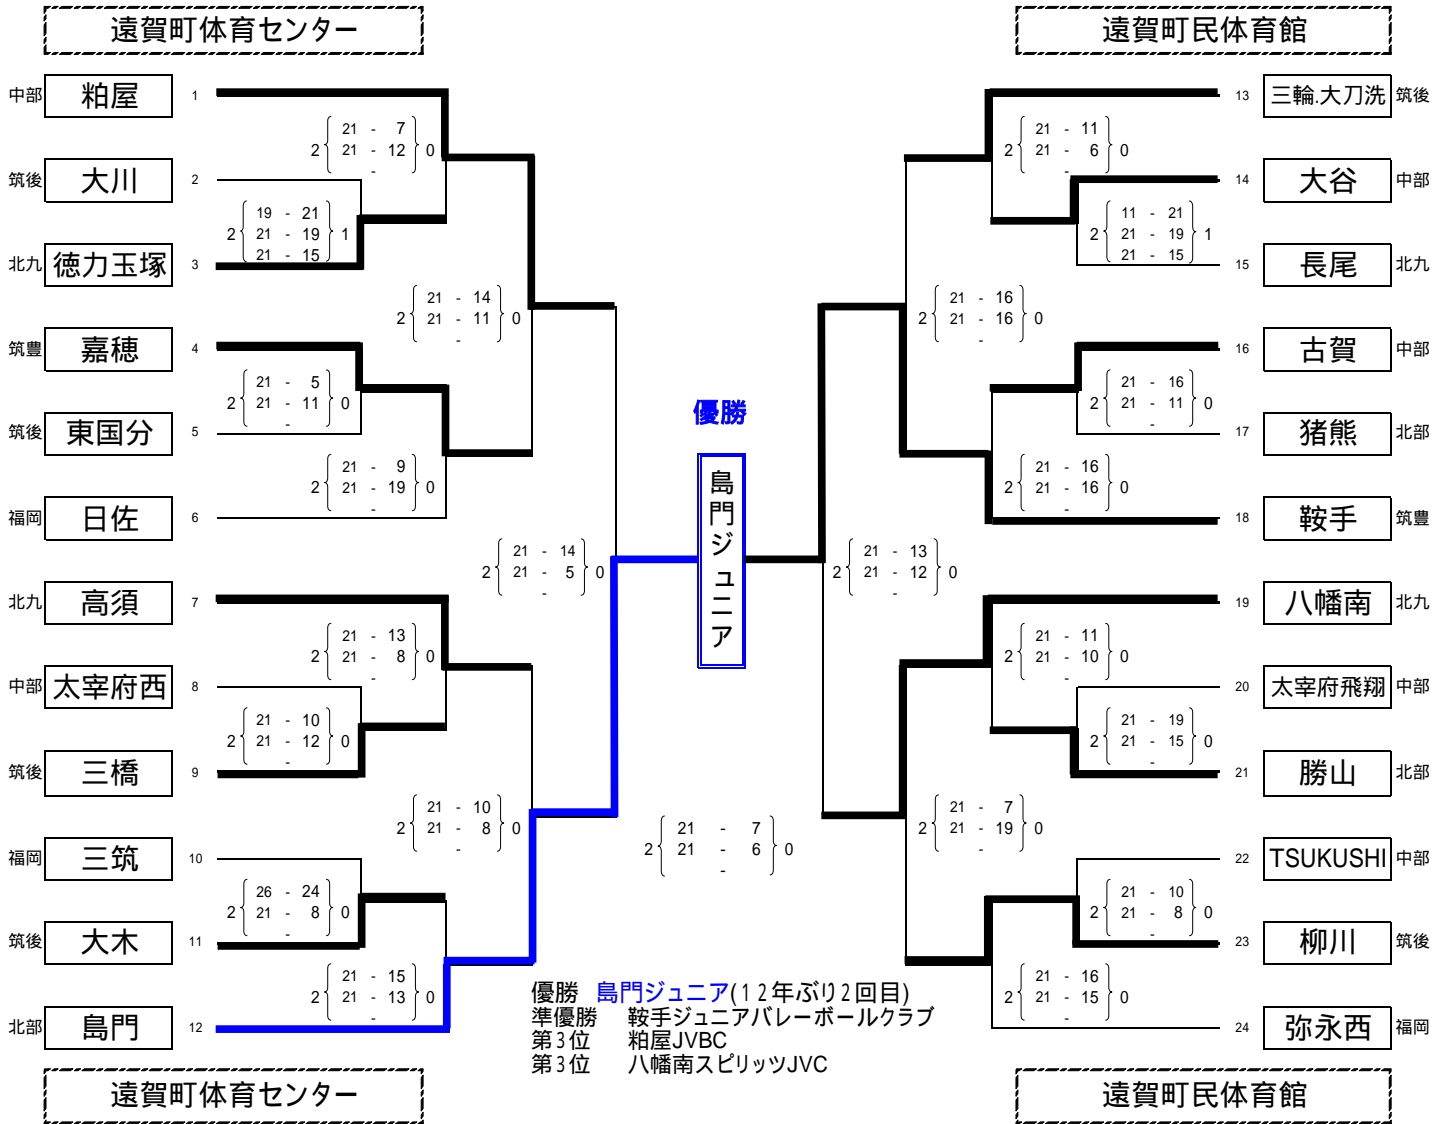 遠賀町体育センター
遠賀町民体育館
中部 粕屋 1
21 - 7
2 21 - 12 0
-
筑後 大川 2
19 - 21
2 21 - 19 1
21 - 15
北九 徳力玉塚 3
21 - 14
2 21 - 11 0
-
筑豊 嘉穂 4
21 - 5
2 21 - 11 0
-
筑後 東国分 5
21 - 9
2 21 - 19 0
-
福岡 日佐 6
21 - 14
2 21 - 5 0
-
北九 高須 7
21 - 13
2 21 - 8 0
-
中部 太宰府西 8
21 - 10
2 21 - 12 0
-
筑後 三橋 9
21 - 10
2 21 - 8 0
-
福岡 三筑 10
26 - 24
2 21 - 8 0
-
筑後 大木 11
21 - 15
2 21 - 13 0
-
北部 島門 12
優勝
島門ジュニア
21 - 7
2 21 - 6 0
-
13 三輪.大刀洗 筑後
21 - 11
2 21 - 6 0
-
14 大谷 中部
11 - 21
2 21 - 19 1
21 - 15
15 長尾 北九
21 - 16
2 21 - 16 0
-
16 古賀 中部
21 - 16
2 21 - 11 0
-
17 猪熊 北部
21 - 16
2 21 - 16 0
-
18 鞍手 筑豊
21 - 13
2 21 - 12 0
-
19 八幡南 北九
21 - 11
2 21 - 10 0
-
20 太宰府飛翔 中部
21 - 19
2 21 - 15 0
-
21 勝山 北部
21 - 7
2 21 - 19 0
-
22 TSUKUSHI 中部
21 - 10
2 21 - 8 0
-
23 柳川 筑後
21 - 16
2 21 - 15 0
-
24 弥永西 福岡
優勝 島門ジュニア(12年ぶり2回目)
準優勝 鞍手ジュニアバレーボールクラブ
第3位 粕屋JVBC
第3位 八幡南スピリッツJVC
遠賀町体育センター
遠賀町民体育館